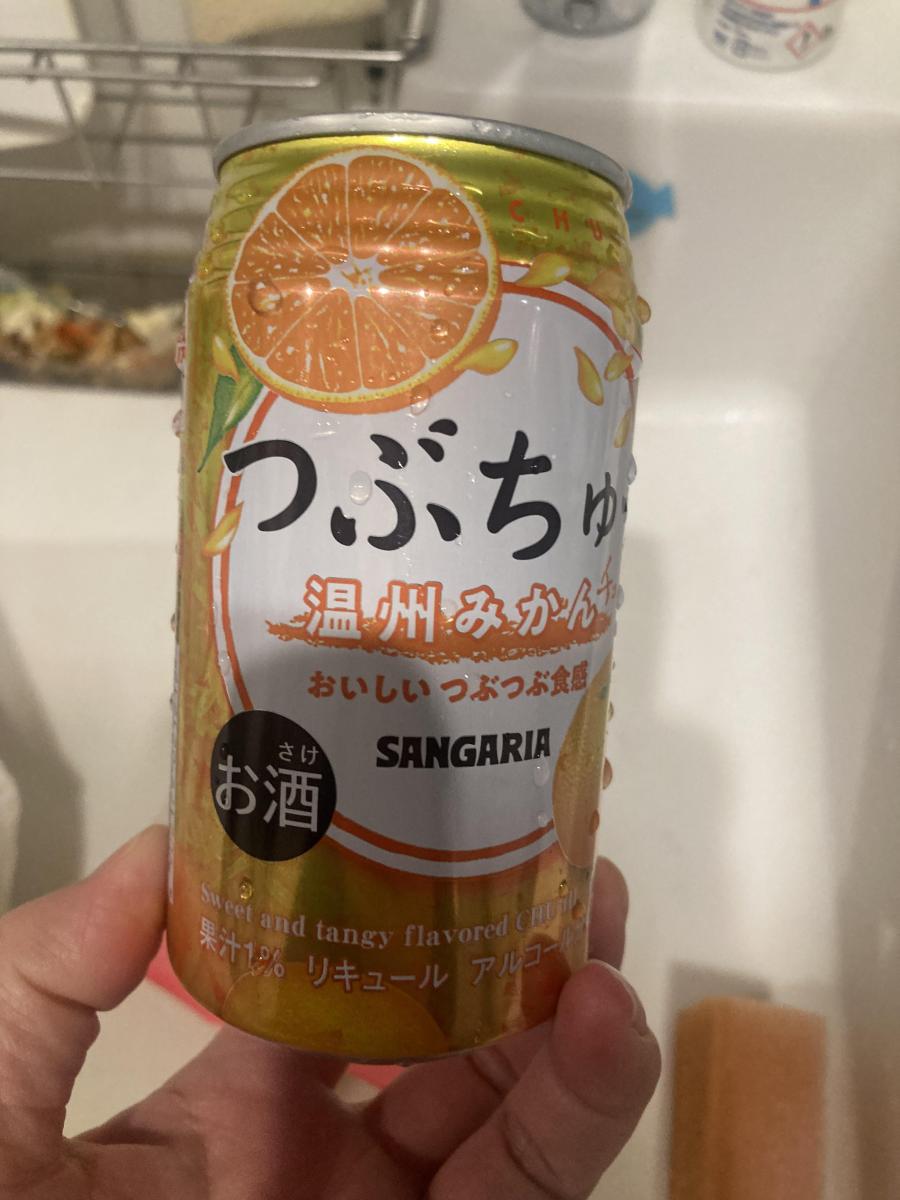 CHU
つぶちゅ
温州みかん
おいしいつぶつぶ食感
SANGARIA
さけ
お酒
Sweet and tangy flavored
果汁1% リキュール アルコール